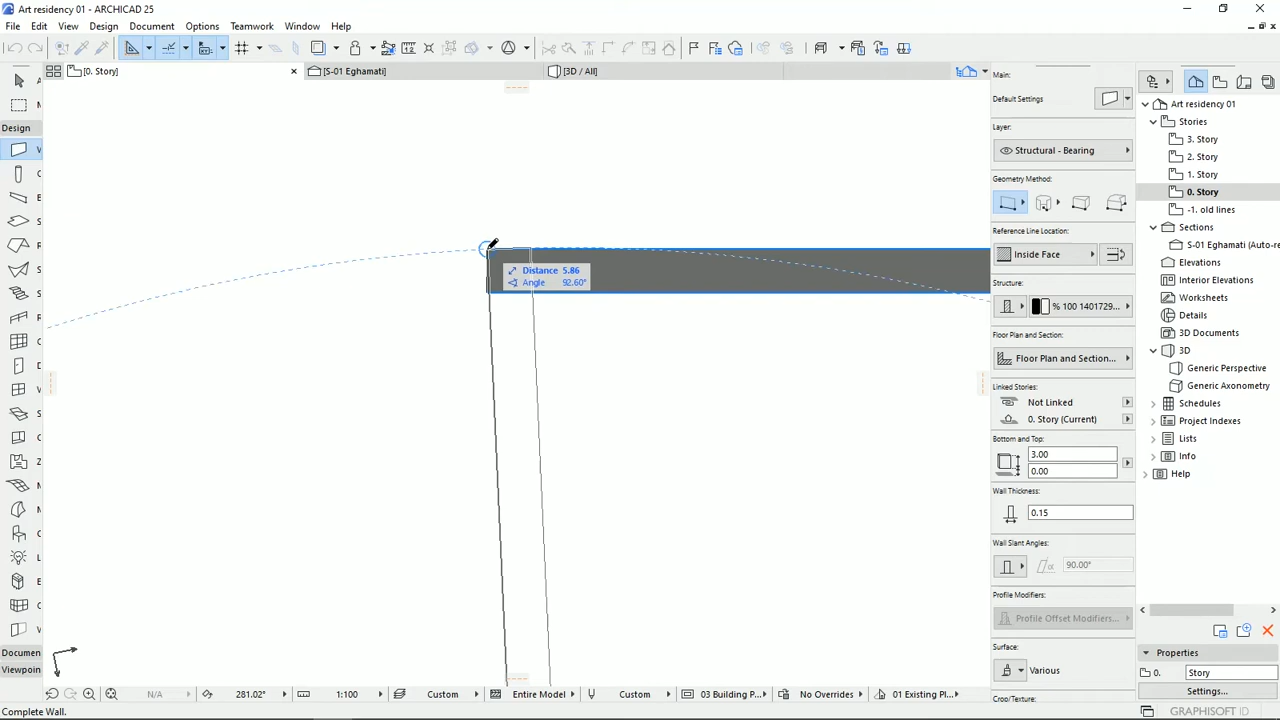 Art residency 01 - ARCHICAD 25
File Edit View Design Document Options Teamwork Window Help
[0. Story]
[S-01 Eghamati]
[3D / All]
Design
Docume
Viewpoi
Distance 5.86
Angle 92.60°
Main:
Default Settings
Layer:
Structural - Bearing
Geometry Method:
Reference Line Location:
Inside Face
Structure:
% 100 1401729...
Floor Plan and Section:
Floor Plan and Section...
Linked Stories:
Not Linked
0. Story (Current)
Bottom and Top:
3.00
0.00
Wall Thickness:
0.15
Wall Slant Angles:
α 90.00°
Profile Modifiers:
Profile Offset Modifiers...
Surface:
Various
Crop/Texture:
Art residency 01
Stories
3. Story
2. Story
1. Story
0. Story
-1. old lines
Sections
S-01 Eghamati (Auto
Elevations
Interior Elevations
Worksheets
Details
3D Documents
3D
Generic Perspective
Generic Axonometry
Schedules
Project Indexes
Lists
Info
Help
Properties
0. Story
Settings...
N/A 281.02° 1:100 Custom Entire Model Custom 03 Building P... No Overrides 01 Existing Pl...
Complete Wall.
GRAPHISOFT ID